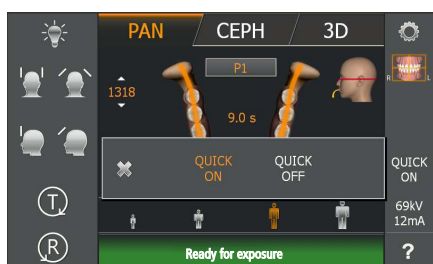 PAN
CEPH
3D
P1
1318
R
L
9.0 s
QUICK
ON
QUICK
OFF
QUICK
ON
69kV
12mA
T
R
Ready for exposure
?